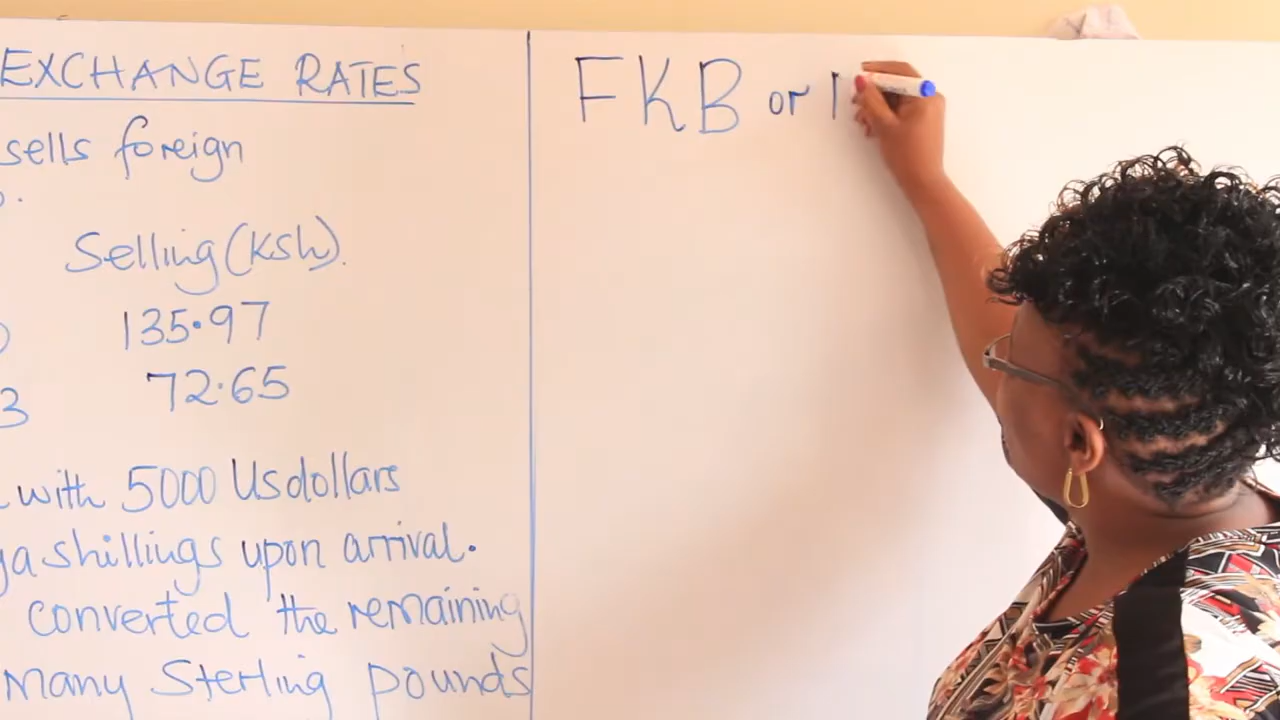 EXCHANGE RATES
sells foreign
Selling (Ksh).
135.97
3 72.65
with 5000 Us dollars
ya shillings upon arrival.
converted the remaining
many Sterling pounds
FKB or